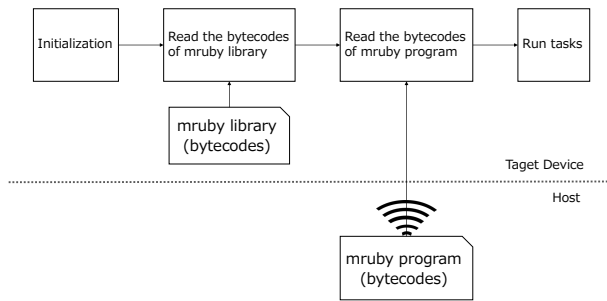 Initialization
Read the bytecodes
of mruby library
Read the bytecodes
of mruby program
Run tasks
mruby library
(bytecodes)
Taget Device
Host
mruby program
(bytecodes)